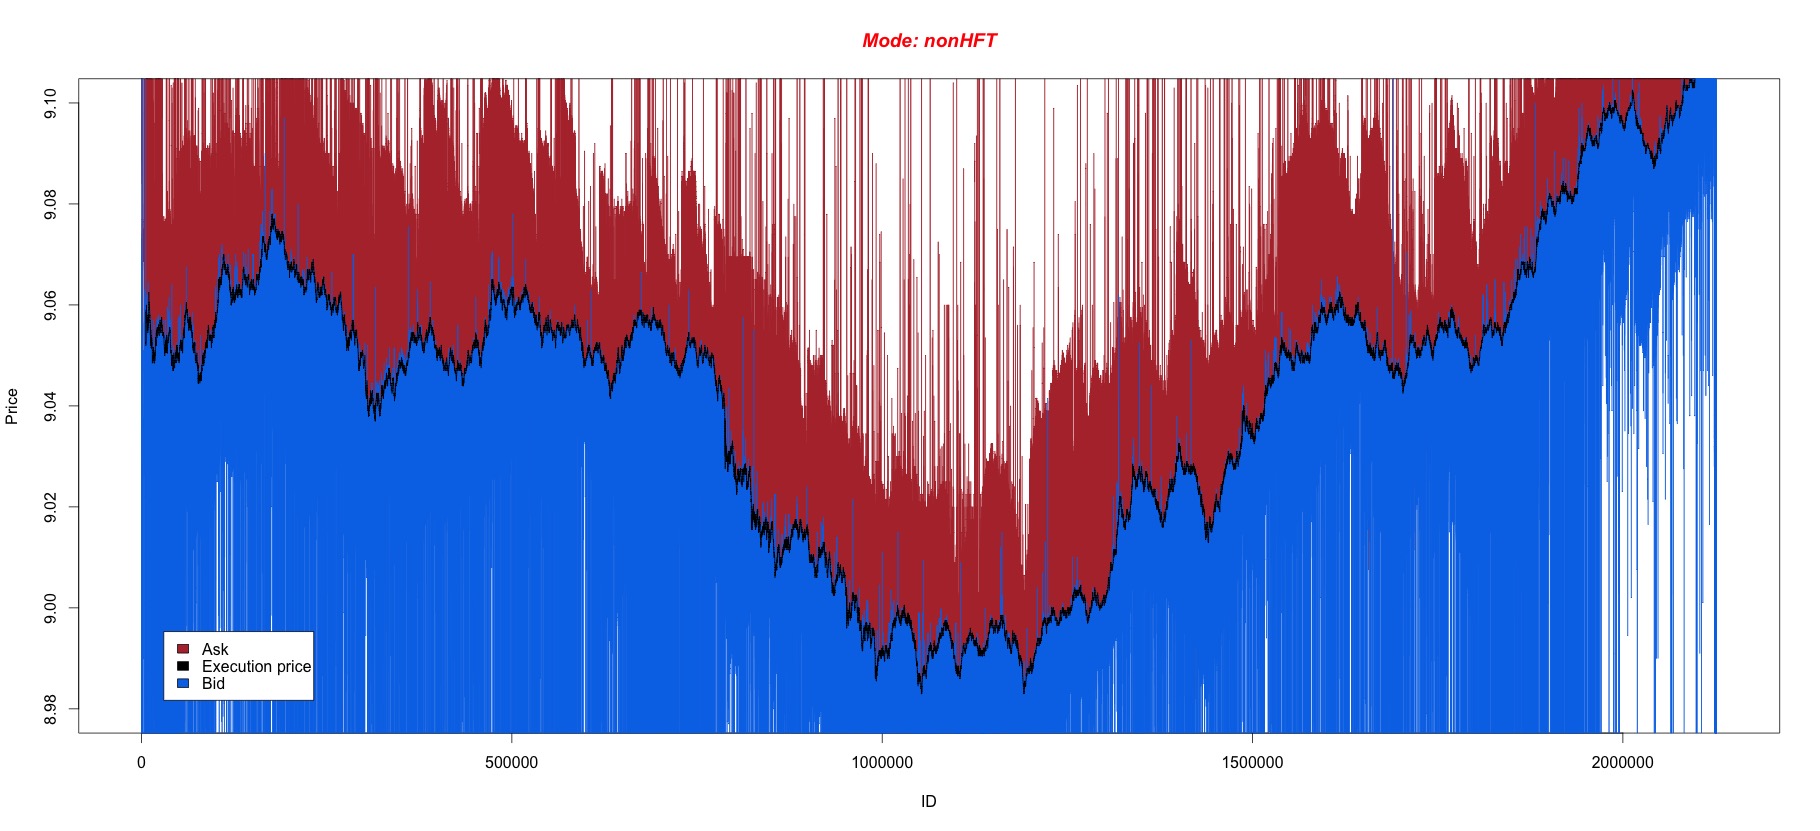 Mode: nonHFT
9.10
9.08
9.06
9.04
9.02
9.00
8.98
Price
Ask
Execution price
Bid
0 500000 1000000 1500000 2000000
ID